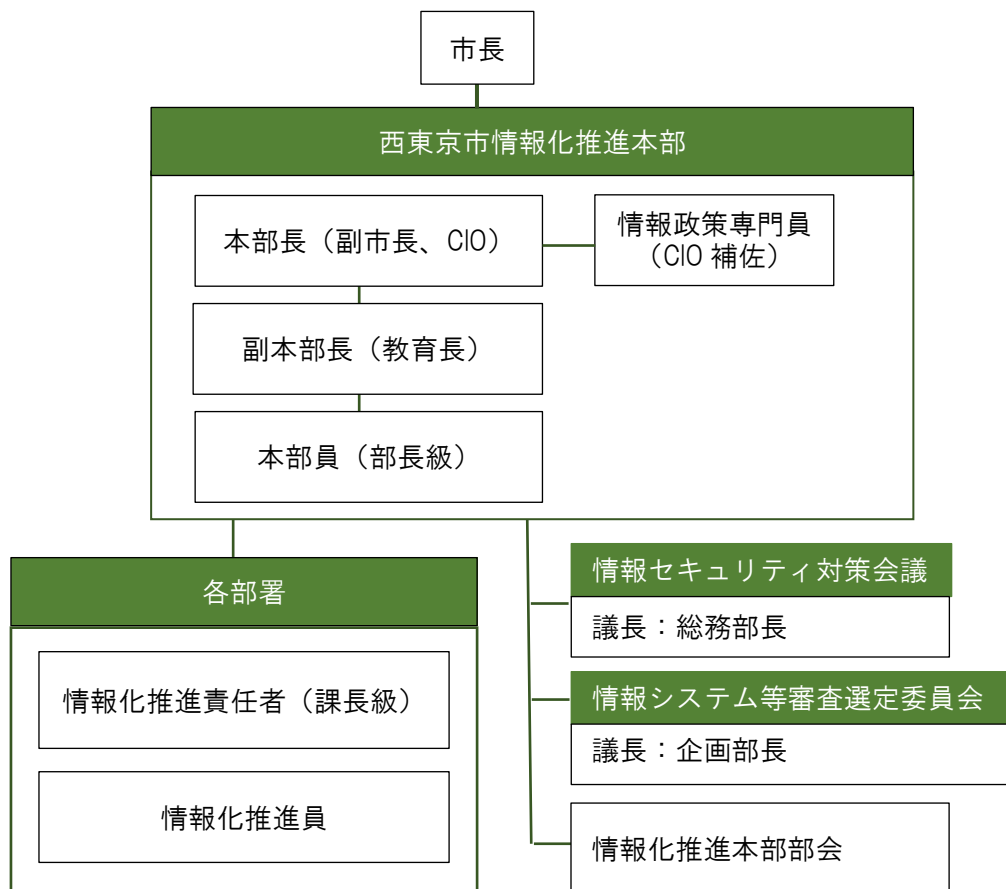 市長
西東京市情報化推進本部
本部長（副市長、CIO）
情報政策専門員
（CIO 補佐）
副本部長（教育長）
本部員（部長級）
各部署
情報化推進責任者（課長級）
情報化推進員
情報セキュリティ対策会議
議長：総務部長
情報システム等審査選定委員会
議長：企画部長
情報化推進本部部会